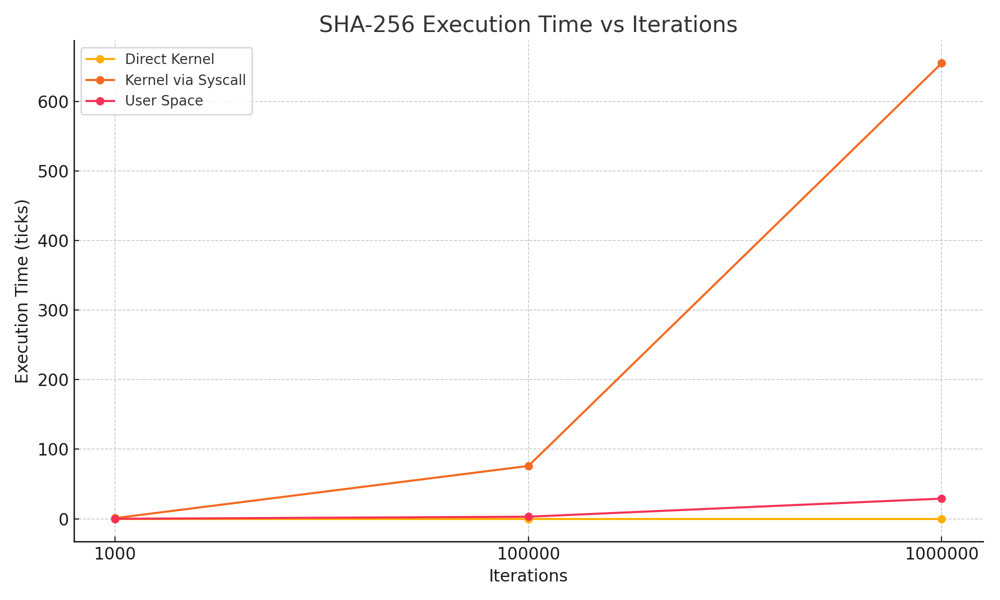 SHA-256 Execution Time vs Iterations
Direct Kernel
Kernel via Syscall
User Space
Execution Time (ticks)
600
500
400
300
200
100
0
1000
100000
1000000
Iterations